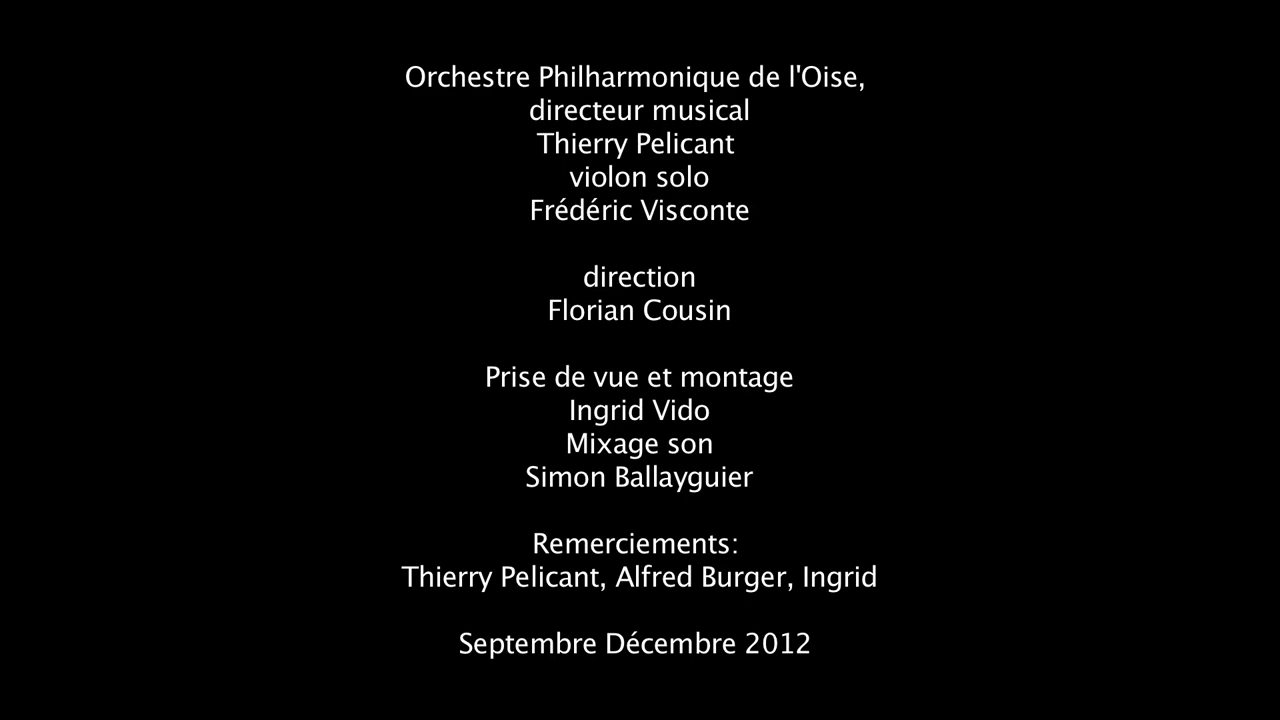 Orchestre Philharmonique de l'Oise,
directeur musical
Thierry Pelicant
violon solo
Frédéric Visconte
direction
Florian Cousin
Prise de vue et montage
Ingrid Vido
Mixage son
Simon Ballayguier
Remerciements:
Thierry Pelicant, Alfred Burger, Ingrid
Septembre Décembre 2012